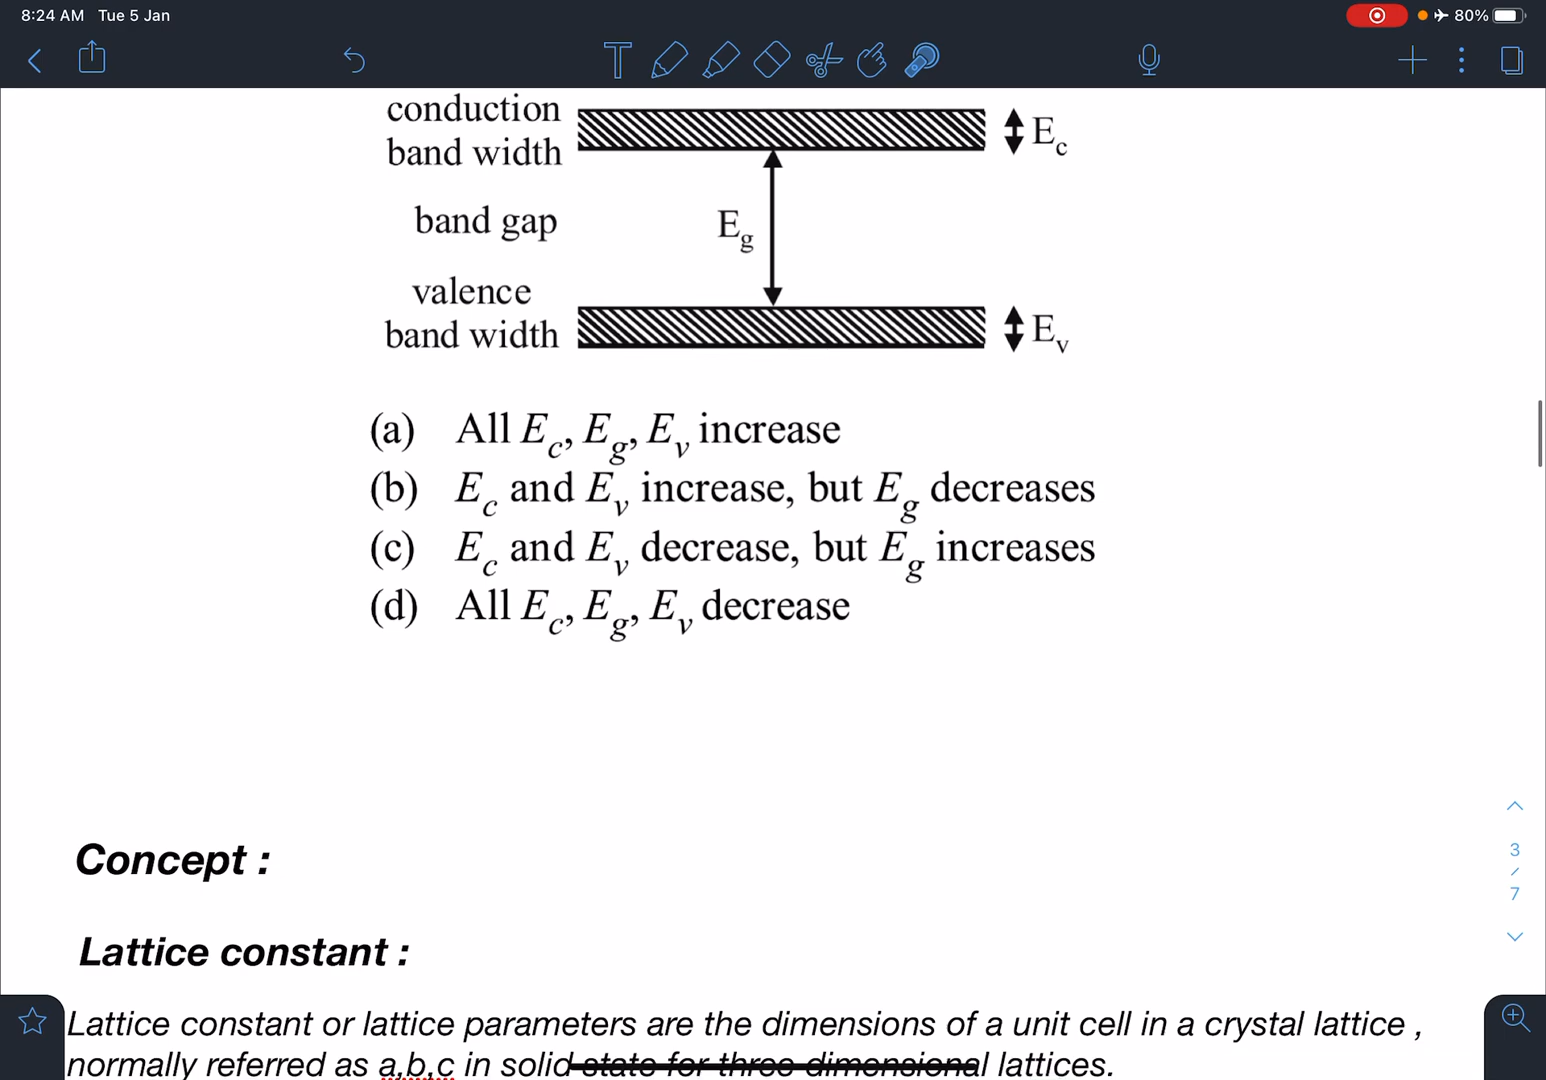 8:24 AM Tue 5 Jan
80%
T
conduction
band width
E_c
band gap
E_g
valence
band width
E_v
(a) All E_c, E_g, E_v increase
(b) E_c and E_v increase, but E_g decreases
(c) E_c and E_v decrease, but E_g increases
(d) All E_c, E_g, E_v decrease
3
/
7
Concept :
Lattice constant :
Lattice constant or lattice parameters are the dimensions of a unit cell in a crystal lattice ,
normally referred as a,b,c in solid state for three dimensional lattices.